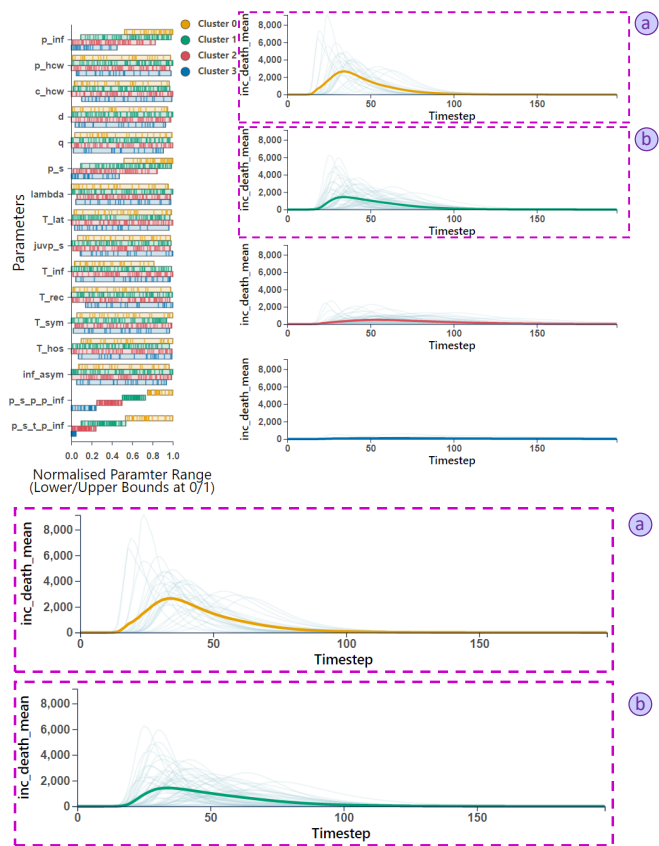 Cluster 0
Cluster 1
Cluster 2
Cluster 3
Parameters
p_inf
p_hcw
c_hcw
d
q
p_s
lambda
T_lat
juvp_s
T_inf
T_rec
T_sym
T_hos
inf_asym
p_s_p_p_inf
p_s_t_p_inf
0.0 0.2 0.4 0.6 0.8 1.0
Normalised Paramter Range
(Lower/Upper Bounds at 0/1)
a
inc_death_mean
8,000
6,000
4,000
2,000
0
0 50 100 150
Timestep
b
inc_death_mean
8,000
6,000
4,000
2,000
0
0 50 100 150
Timestep
inc_death_mean
8,000
6,000
4,000
2,000
0
0 50 100 150
Timestep
inc_death_mean
8,000
6,000
4,000
2,000
0
0 50 100 150
Timestep
a
inc_death_mean
8,000
6,000
4,000
2,000
0
0 50 100 150
Timestep
b
inc_death_mean
8,000
6,000
4,000
2,000
0
0 50 100 150
Timestep